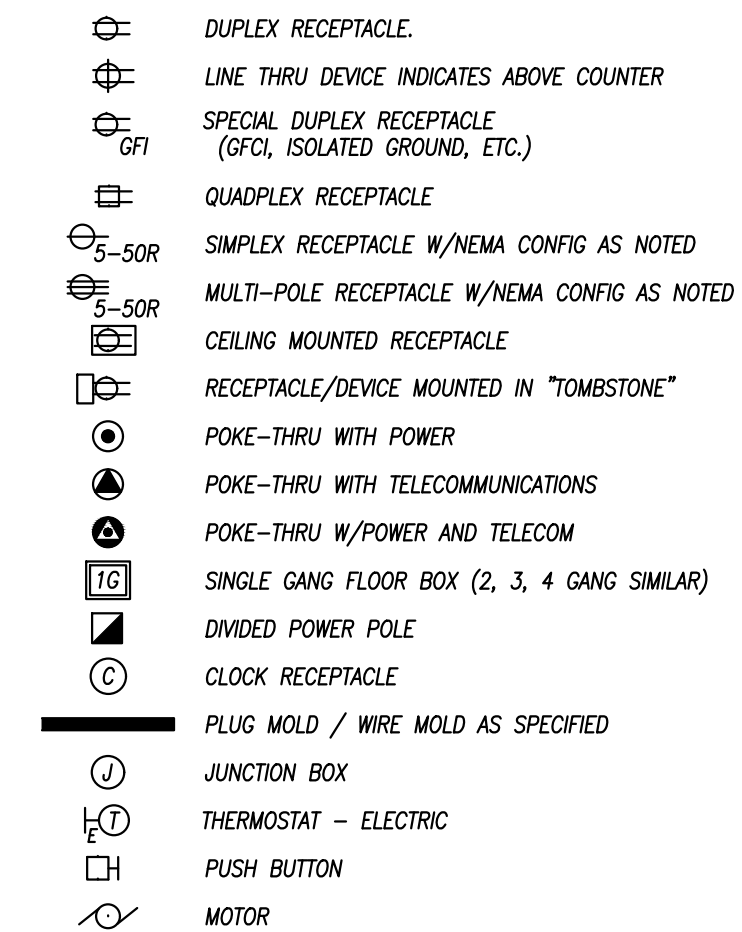 DUPLEX RECEPTACLE.
LINE THRU DEVICE INDICATES ABOVE COUNTER
GFI SPECIAL DUPLEX RECEPTACLE
(GFCI, ISOLATED GROUND, ETC.)
QUADPLEX RECEPTACLE
5-50R SIMPLEX RECEPTACLE W/NEMA CONFIG AS NOTED
5-50R MULTI-POLE RECEPTACLE W/NEMA CONFIG AS NOTED
CEILING MOUNTED RECEPTACLE
RECEPTACLE/DEVICE MOUNTED IN "TOMBSTONE"
POKE-THRU WITH POWER
POKE-THRU WITH TELECOMMUNICATIONS
POKE-THRU W/POWER AND TELECOM
1G SINGLE GANG FLOOR BOX (2, 3, 4 GANG SIMILAR)
DIVIDED POWER POLE
C CLOCK RECEPTACLE
PLUG MOLD / WIRE MOLD AS SPECIFIED
J JUNCTION BOX
E T THERMOSTAT - ELECTRIC
PUSH BUTTON
MOTOR